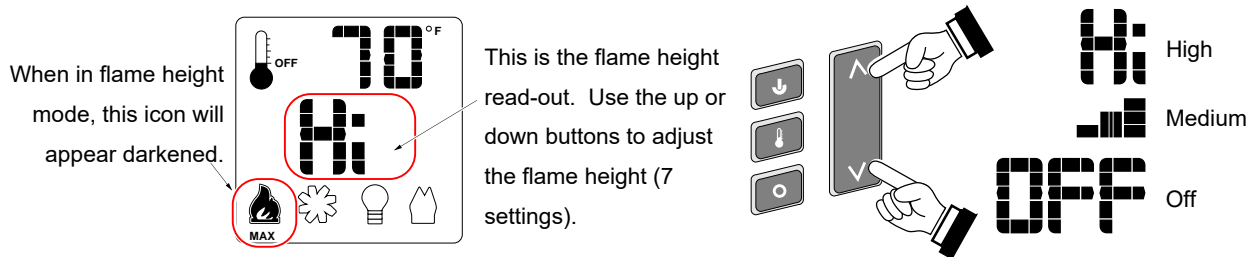 When in flame height
mode, this icon will
appear darkened.
OFF
70°F
Hi
MAX
This is the flame height
read-out. Use the up or
down buttons to adjust
the flame height (7
settings).
Hi High
Medium
OFF Off